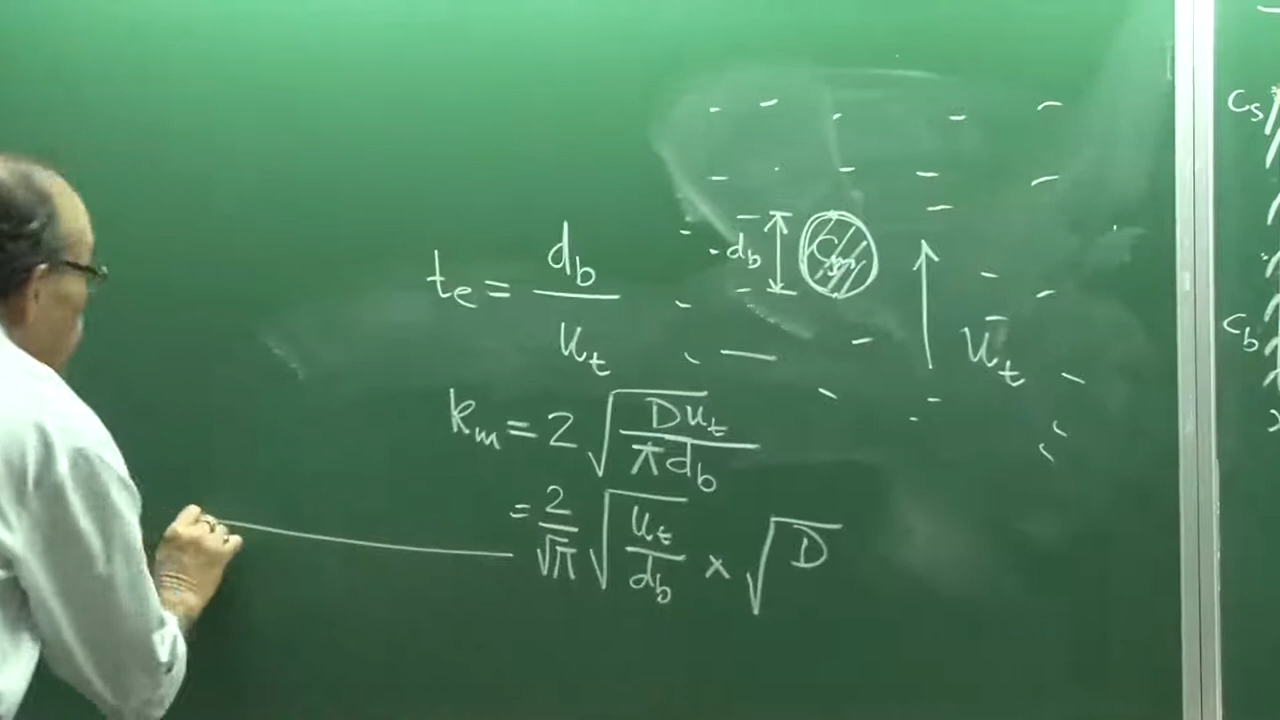 t_e = d_b / u_t
k_m = 2 √(D u_t / π d_b)
= 2/√π √(u_t / d_b) × √D
d_b
u_t
C_s
C_b